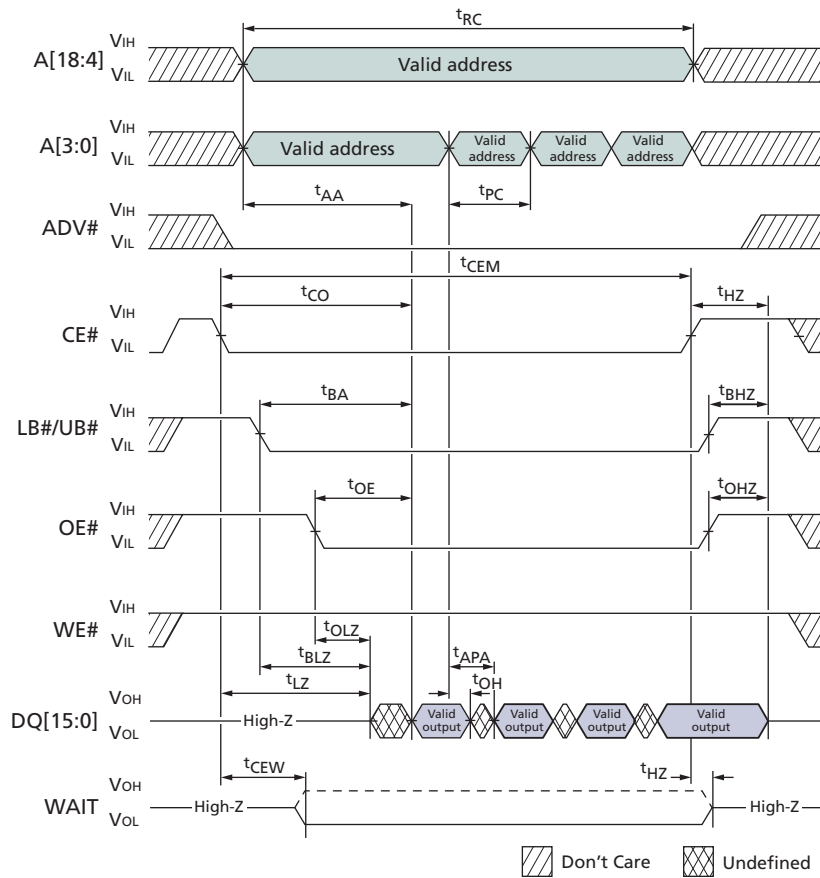 tRC
A[18:4] VIH VIL Valid address
A[3:0] VIH VIL Valid address Valid address Valid address Valid address
tAA tPC
ADV# VIH VIL
tCEM
tCO tHZ
CE# VIH VIL
tBA tBHZ
LB#/UB# VIH VIL
tOE tOHZ
OE# VIH VIL
WE# VIH VIL
tOLZ
tBLZ tAPA
tLZ tOH
DQ[15:0] VOH VOL High-Z Valid output Valid output Valid output Valid output
tCEW tHZ
WAIT VOH VOL High-Z High-Z
Don't Care Undefined